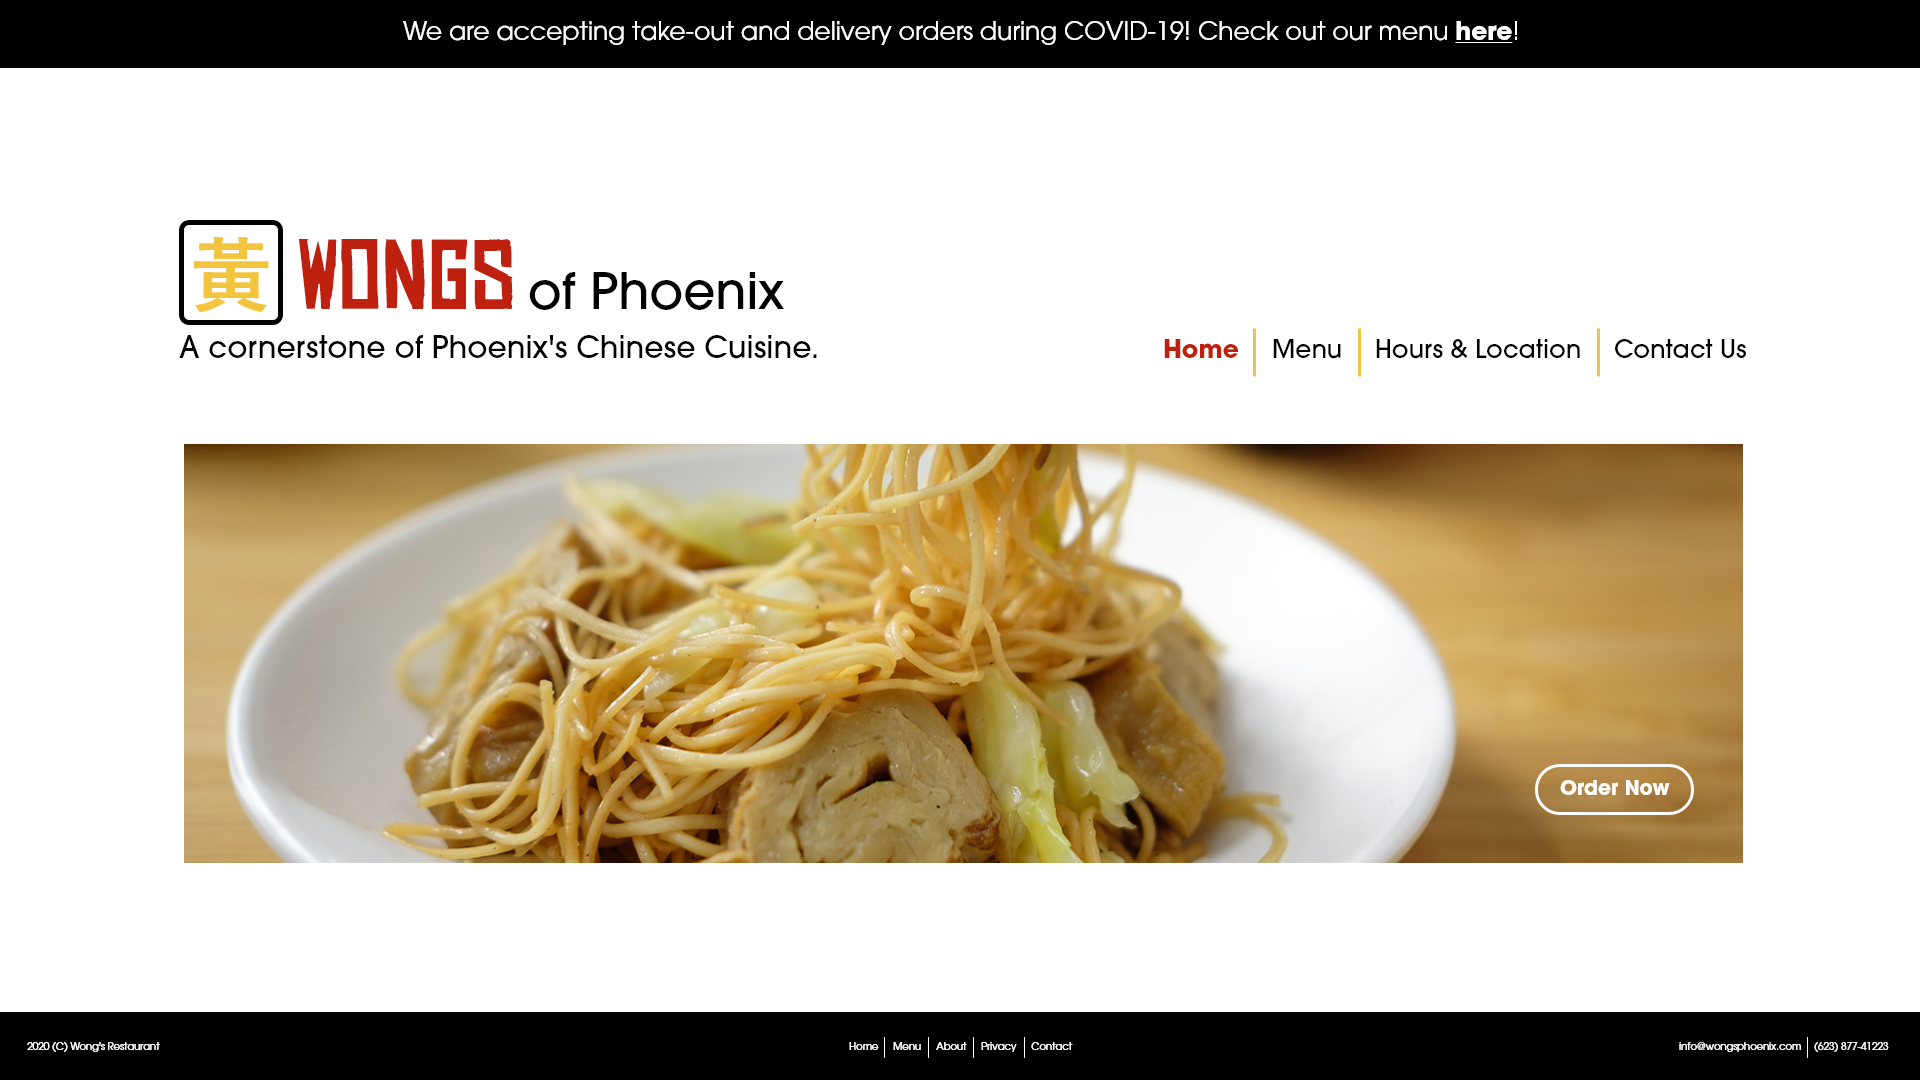 We are accepting take-out and delivery orders during COVID-19! Check out our menu here!
黃 WONGS of Phoenix
A cornerstone of Phoenix's Chinese Cuisine.
Home Menu Hours & Location Contact Us
Order Now
2020 (C) Wong's Restaurant Home Menu About Privacy Contact info@wongsphoenix.com (623) 877-41223